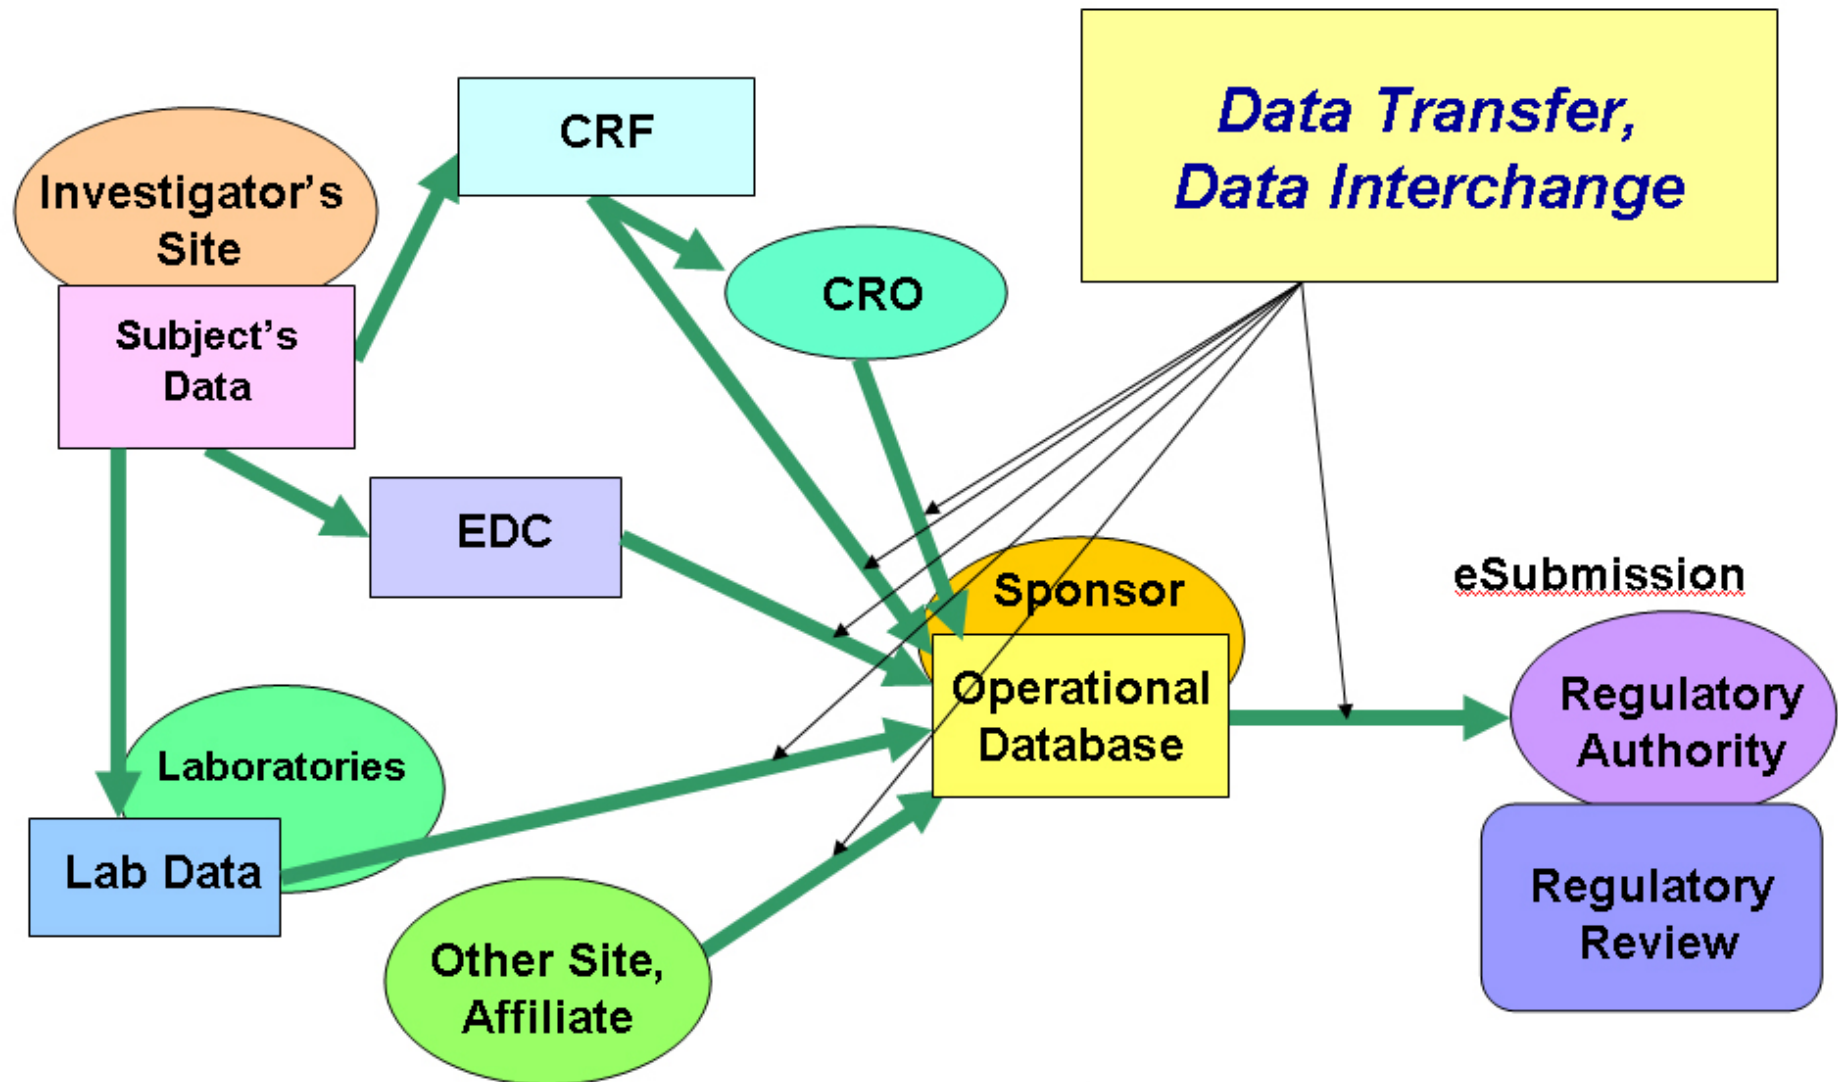 Data Transfer,
Data Interchange
CRF
Investigator's
Site
CRO
Subject's
Data
EDC
Sponsor
eSubmission
Operational
Database
Regulatory
Authority
Laboratories
Lab Data
Regulatory
Review
Other Site,
Affiliate